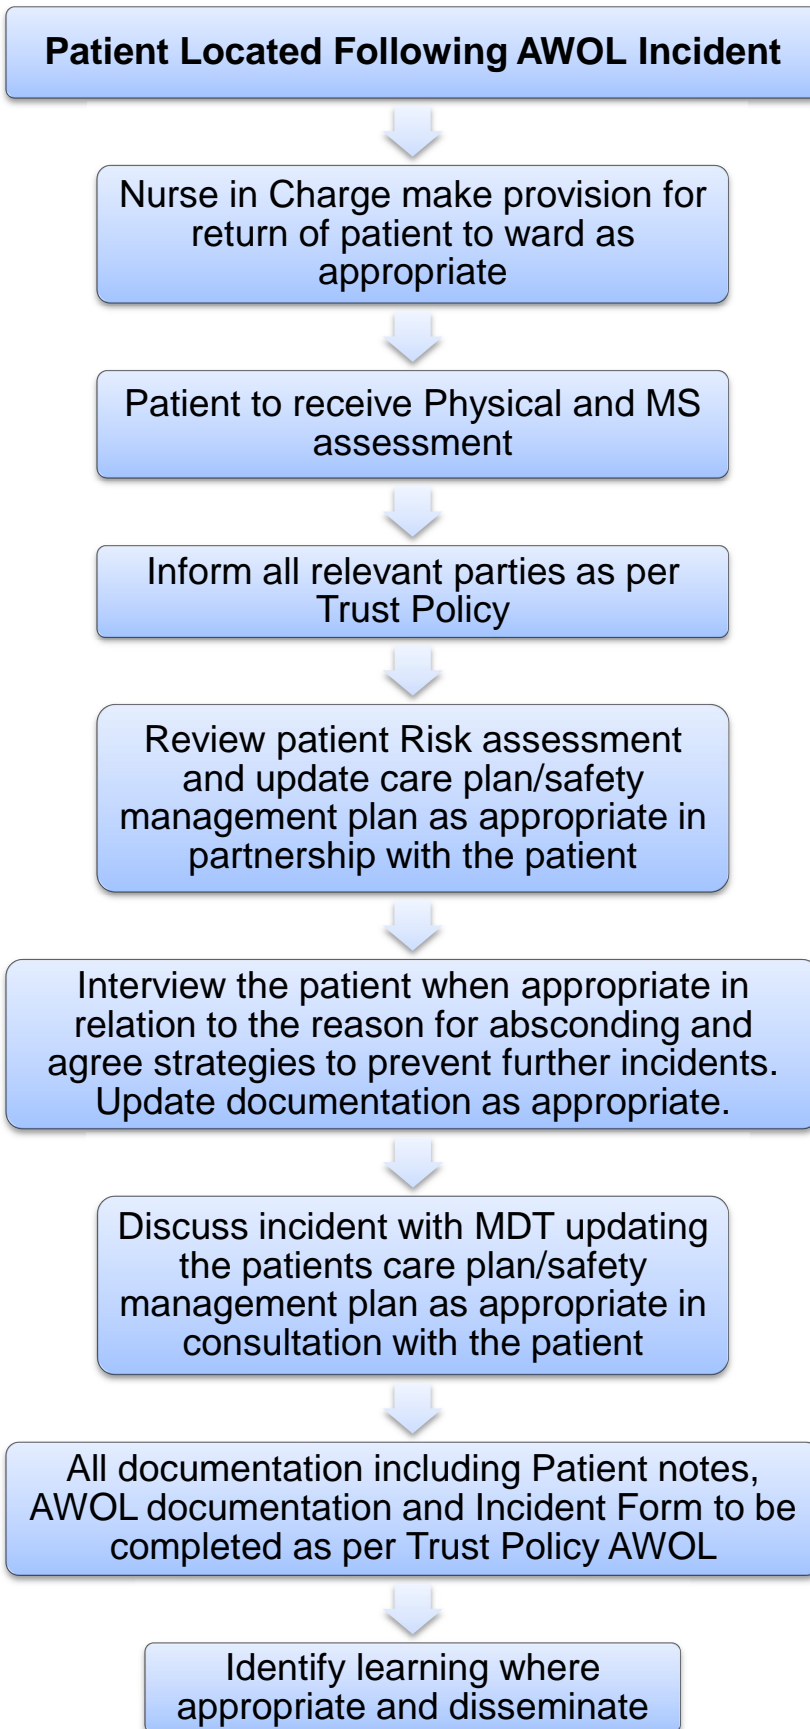 Patient Located Following AWOL Incident
Nurse in Charge make provision for
return of patient to ward as
appropriate
Patient to receive Physical and MS
assessment
Inform all relevant parties as per
Trust Policy
Review patient Risk assessment
and update care plan/safety
management plan as appropriate in
partnership with the patient
Interview the patient when appropriate in
relation to the reason for absconding and
agree strategies to prevent further incidents.
Update documentation as appropriate.
Discuss incident with MDT updating
the patients care plan/safety
management plan as appropriate in
consultation with the patient
All documentation including Patient notes,
AWOL documentation and Incident Form to be
completed as per Trust Policy AWOL
Identify learning where
appropriate and disseminate